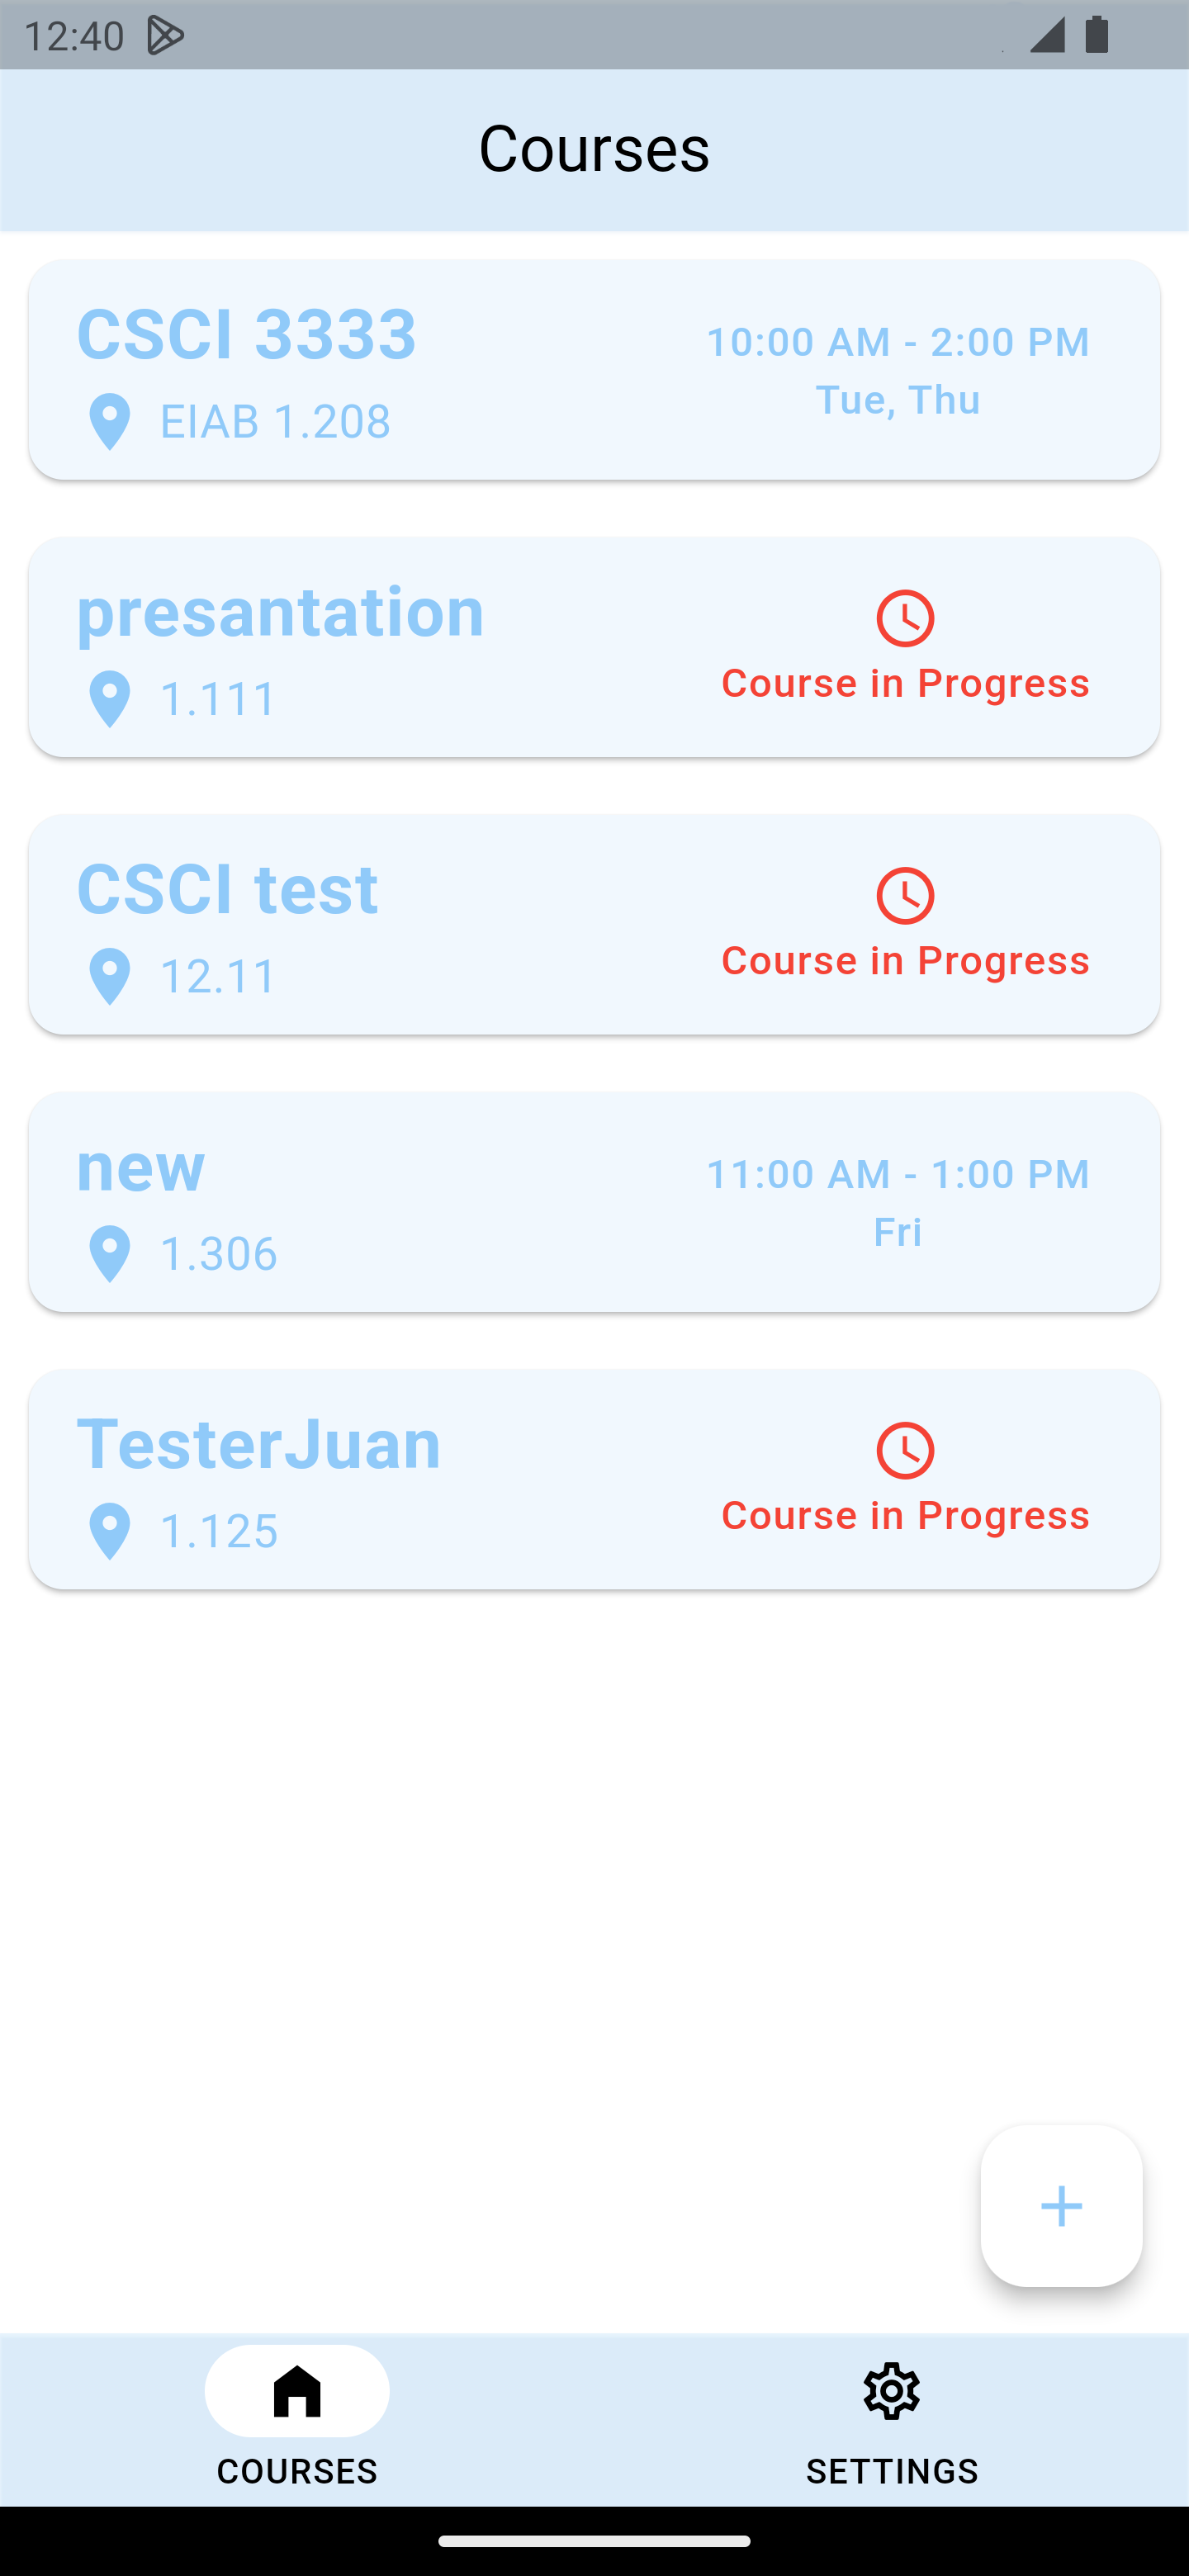 12:40
Courses
CSCI 3333
10:00 AM - 2:00 PM
EIAB 1.208
Tue, Thu
presantation
1.111
Course in Progress
CSCI test
12.11
Course in Progress
new
11:00 AM - 1:00 PM
1.306
Fri
TesterJuan
1.125
Course in Progress
COURSES
SETTINGS